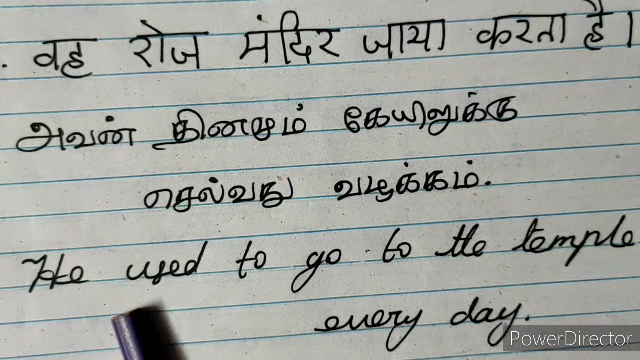 . वह रोज मंदिर जाया करता है।
அவன் தினமும் கோயிலுக்கு
செல்வது வழக்கம்.
He used to go to the temple
every day.
PowerDirector